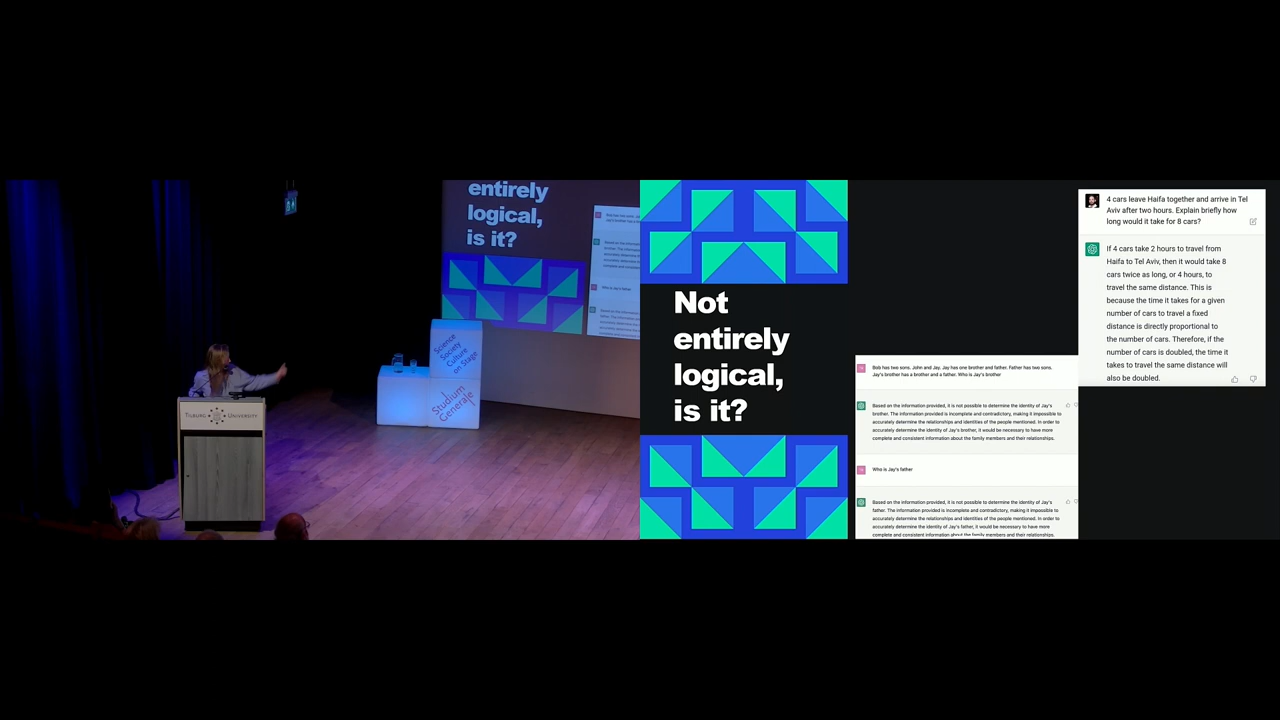 entirely
logical,
is it?
Science
Society
Culture
on Stage
Studium
Generale
TILBURG UNIVERSITY
Not
entirely
logical,
is it?
Bob has two sons. John and Jay. Jay has one brother and father. Father has two sons.
Jay's brother has a brother and a father. Who is Jay's brother
Based on the information provided, it is not possible to determine the identity of Jay's
brother. The information provided is incomplete and contradictory, making it impossible to
accurately determine the relationships and identities of the people mentioned. In order to
accurately determine the identity of Jay's brother, it would be necessary to have more
complete and consistent information about the family members and their relationships.
Who is Jay's father
Based on the information provided, it is not possible to determine the identity of Jay's
father. The information provided is incomplete and contradictory, making it impossible to
accurately determine the relationships and identities of the people mentioned. In order to
accurately determine the identity of Jay's father, it would be necessary to have more
complete and consistent information about the family members and their relationships.
4 cars leave Haifa together and arrive in Tel
Aviv after two hours. Explain briefly how
long would it take for 8 cars?
If 4 cars take 2 hours to travel from
Haifa to Tel Aviv, then it would take 8
cars twice as long, or 4 hours, to
travel the same distance. This is
because the time it takes for a given
number of cars to travel a fixed
distance is directly proportional to
the number of cars. Therefore, if the
number of cars is doubled, the time it
takes to travel the same distance will
also be doubled.